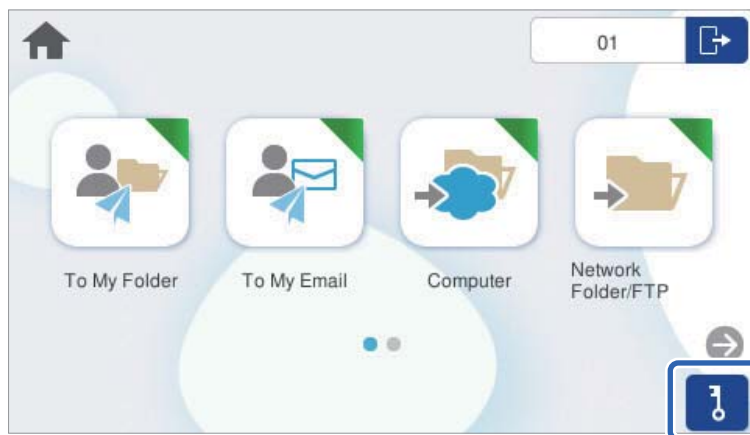 01
To My Folder
To My Email
Computer
Network
Folder/FTP